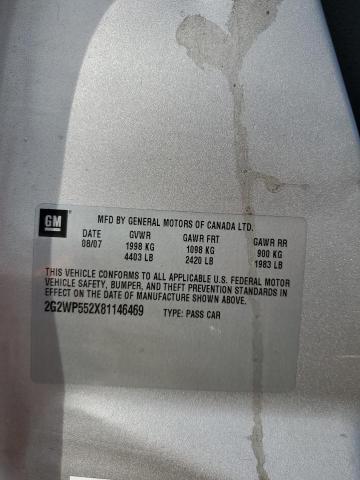 GM
MFD BY GENERAL MOTORS OF CANADA LTD.
DATE GVWR GAWR FRT GAWR RR
08/07 1998 KG 1098 KG 900 KG
4403 LB 2420 LB 1983 LB
THIS VEHICLE CONFORMS TO ALL APPLICABLE U.S. FEDERAL MOTOR
VEHICLE SAFETY, BUMPER, AND THEFT PREVENTION STANDARDS IN
EFFECT ON THE DATE OF MANUFACTURE SHOWN ABOVE.
2G2WP552X81146469 TYPE: PASS CAR